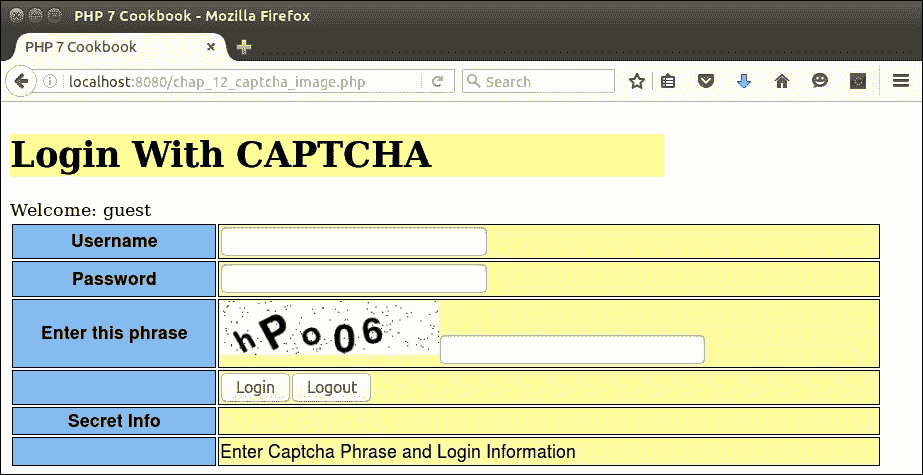 PHP 7 Cookbook - Mozilla Firefox
PHP 7 Cookbook
localhost:8080/chap_12_captcha_image.php
Search
Login With CAPTCHA
Welcome: guest
Username
Password
Enter this phrase
hPo06
Login Logout
Secret Info
Enter Captcha Phrase and Login Information